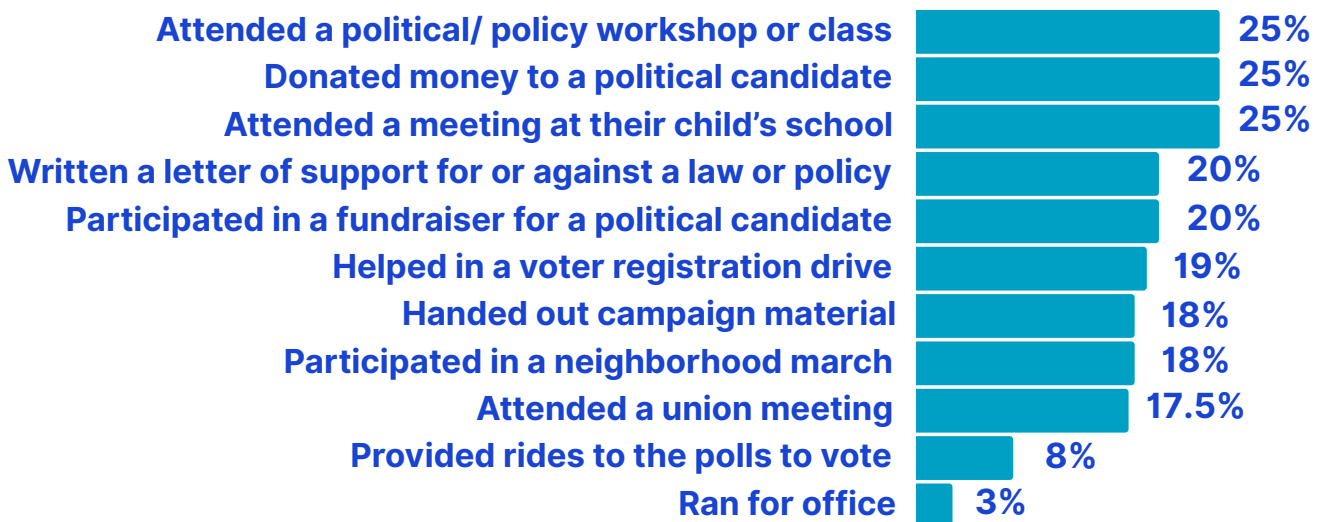 Attended a political/ policy workshop or class 25%
Donated money to a political candidate 25%
Attended a meeting at their child’s school 25%
Written a letter of support for or against a law or policy 20%
Participated in a fundraiser for a political candidate 20%
Helped in a voter registration drive 19%
Handed out campaign material 18%
Participated in a neighborhood march 18%
Attended a union meeting 17.5%
Provided rides to the polls to vote 8%
Ran for office 3%